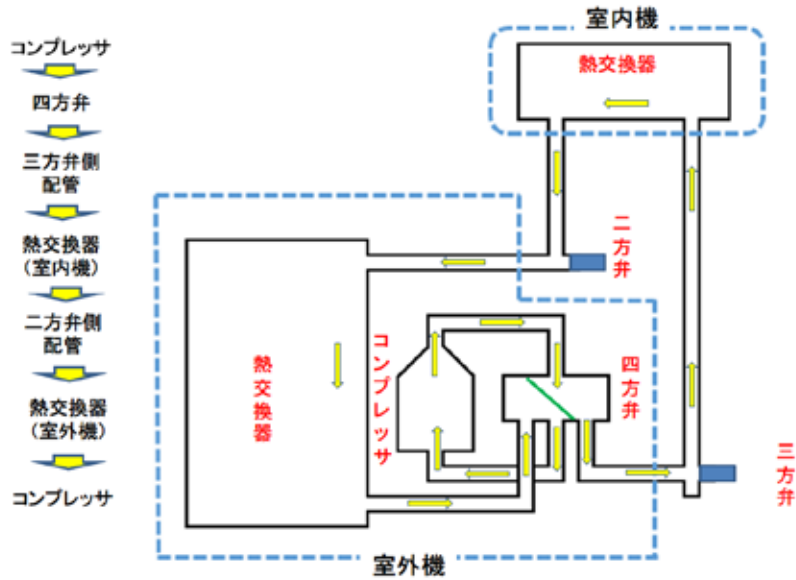 コンプレッサ
四方弁
三方弁側
配管
熱交換器
(室内機)
二方弁側
配管
熱交換器
(室外機)
コンプレッサ
室内機
熱交換器
二方弁
熱交換器
コンプレッサ
四方弁
三方弁
室外機